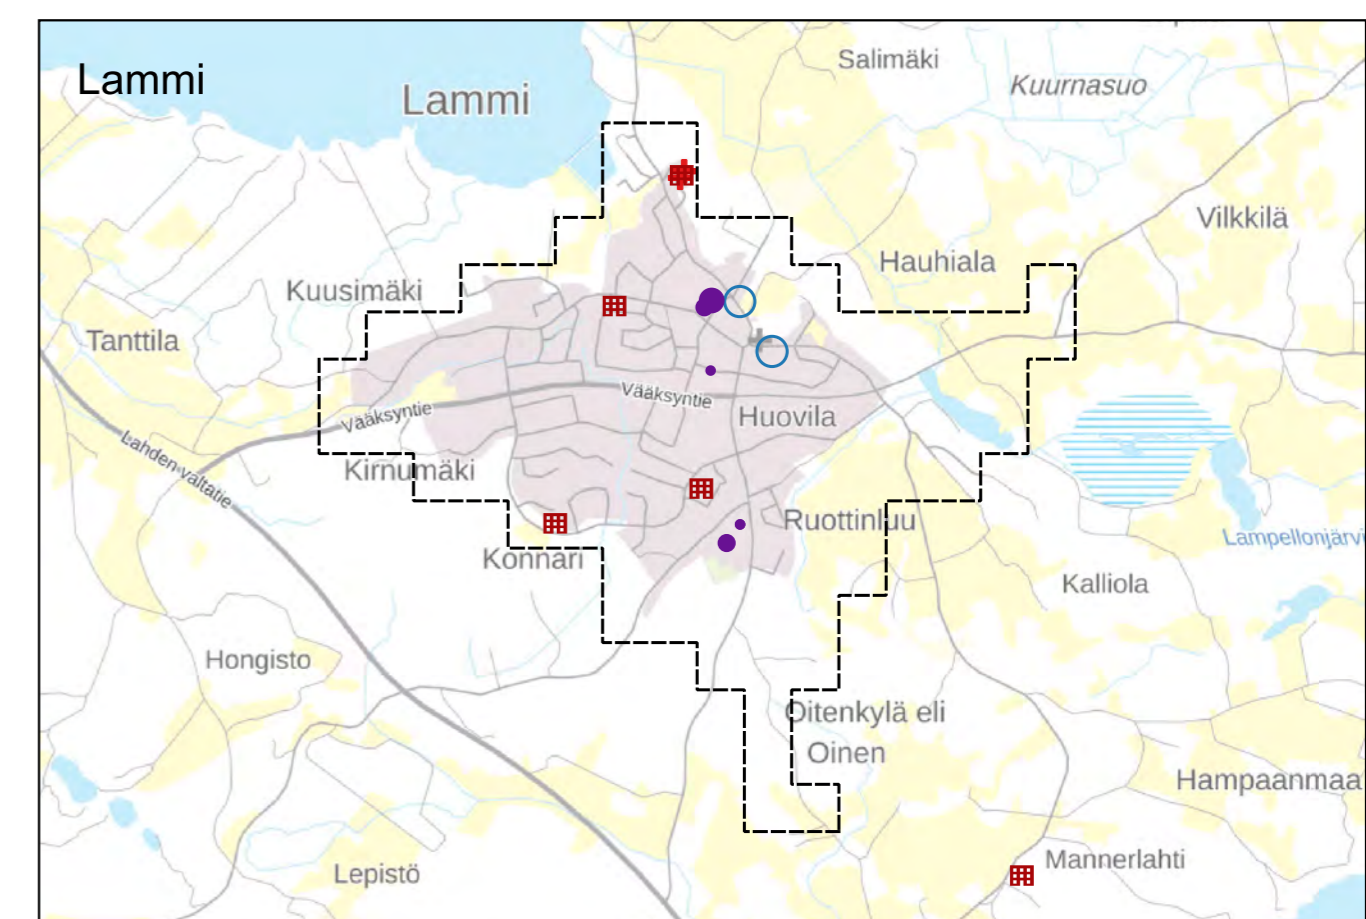 Salimäki
Lammi
Lammi
Kuurnasuo
Vilkkilä
Hauhiala
Kuusimäki
Tanttila
Vääksyntie
Vääksyntie
Huovila
Lahden valtatie
Kirnumäki
Ruottinluu
Lampellonjärvi
Konnari
Kalliola
Hongisto
Oitenkylä eli
Oinen
Hampaanmaa
Mannerlahti
Lepistö